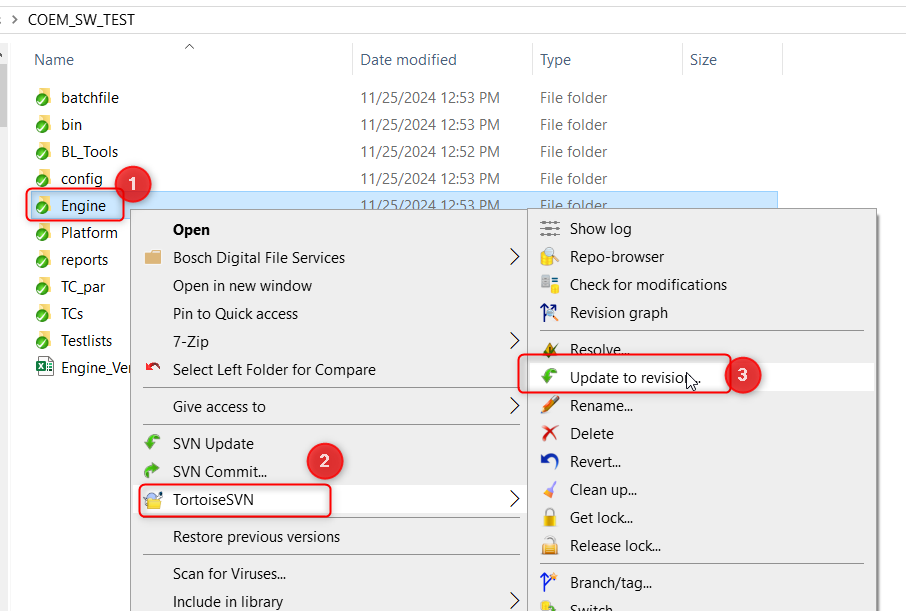 COEM_SW_TEST
Name Date modified Type Size
batchfile 11/25/2024 12:53 PM File folder
bin 11/25/2024 12:53 PM File folder
BL_Tools 11/25/2024 12:52 PM File folder
config 11/25/2024 12:53 PM File folder
1
Engine 11/25/2024 12:53 PM File folder
Platform
reports
TC_par
TCs
Testlists
Engine_Ver
Open
Bosch Digital File Services
Open in new window
Pin to Quick access
7-Zip
Select Left Folder for Compare
Give access to
SVN Update
2
SVN Commit...
TortoiseSVN
Restore previous versions
Scan for Viruses...
Include in library
Show log
Repo-browser
Check for modifications
Revision graph
Resolve...
Update to revision...
3
Rename...
Delete
Revert...
Clean up...
Get lock...
Release lock...
Branch/tag...
Switch